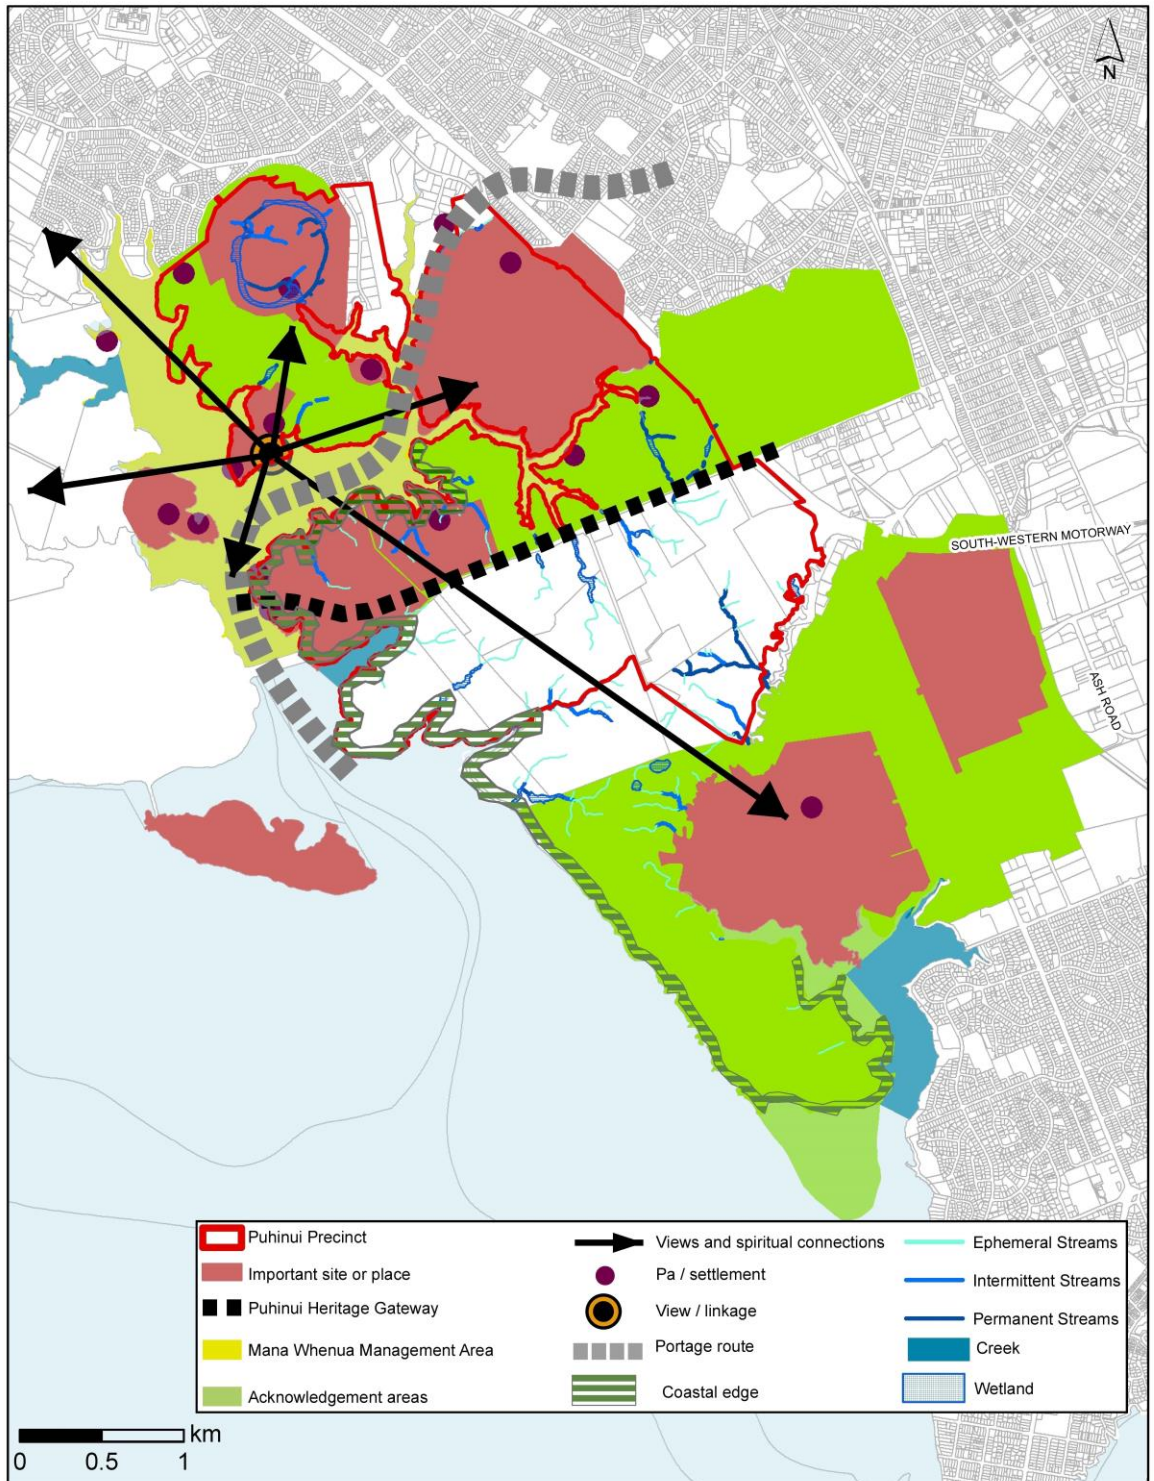 N
SOUTH-WESTERN MOTORWAY
ASH ROAD
Puhinui Precinct
Important site or place
Puhinui Heritage Gateway
Mana Whenua Management Area
Acknowledgement areas
Views and spiritual connections
Pa / settlement
View / linkage
Portage route
Coastal edge
Ephemeral Streams
Intermittent Streams
Permanent Streams
Creek
Wetland
km
0 0.5 1